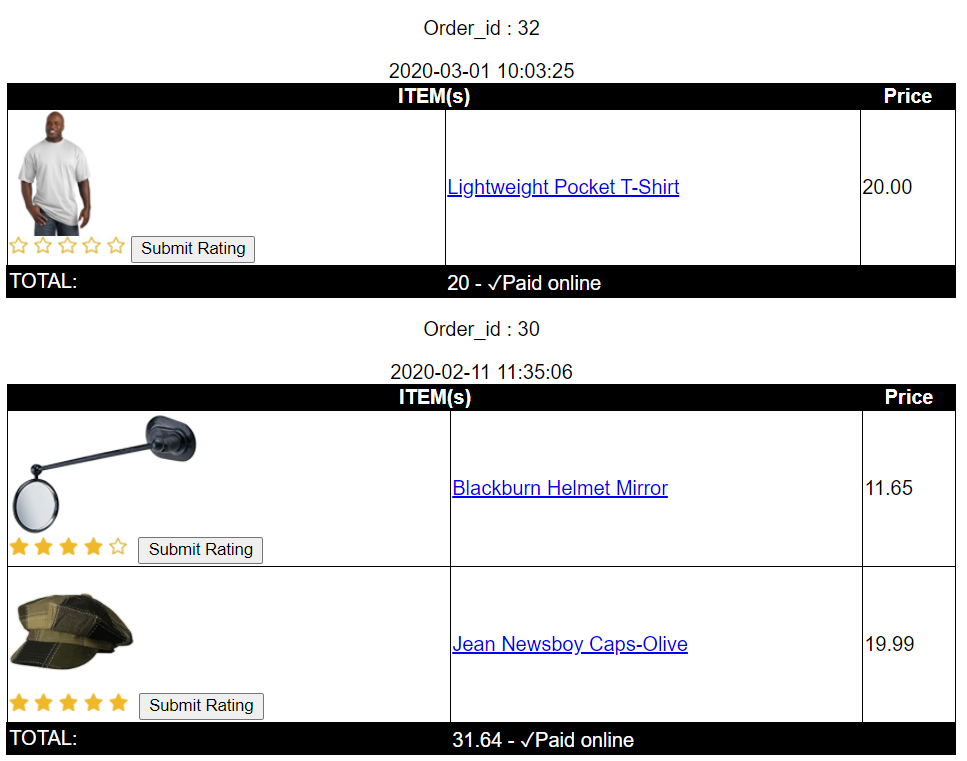 Order_id : 32
2020-03-01 10:03:25
ITEM(s) Price
Lightweight Pocket T-Shirt 20.00
Submit Rating
TOTAL: 20 - ✓Paid online
Order_id : 30
2020-02-11 11:35:06
ITEM(s) Price
Blackburn Helmet Mirror 11.65
Submit Rating
Jean Newsboy Caps-Olive 19.99
Submit Rating
TOTAL: 31.64 - ✓Paid online